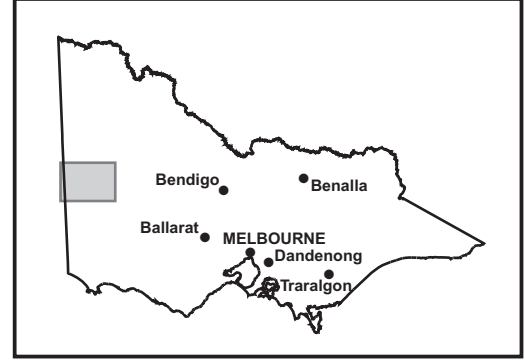 Bendigo
Benalla
Ballarat
MELBOURNE
Dandenong
Traralgon